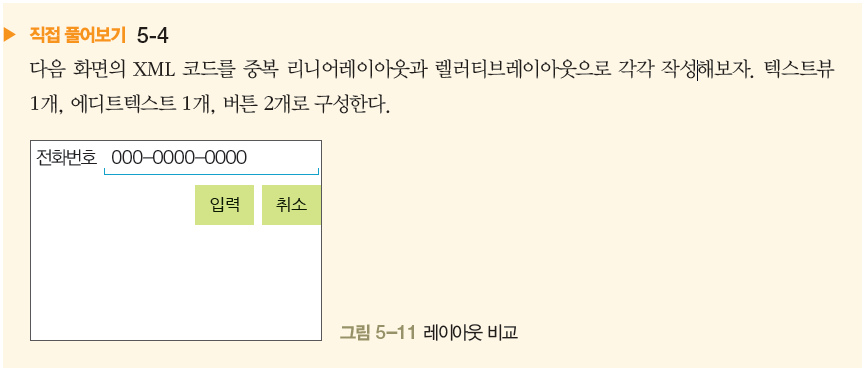 ▶ 직접 풀어보기 5-4
다음 화면의 XML 코드를 중복 리니어레이아웃과 렐러티브레이아웃으로 각각 작성해보자. 텍스트뷰
1개, 에디트텍스트 1개, 버튼 2개로 구성한다.
전화번호 000-0000-0000
입력 취소
그림 5-11 레이아웃 비교